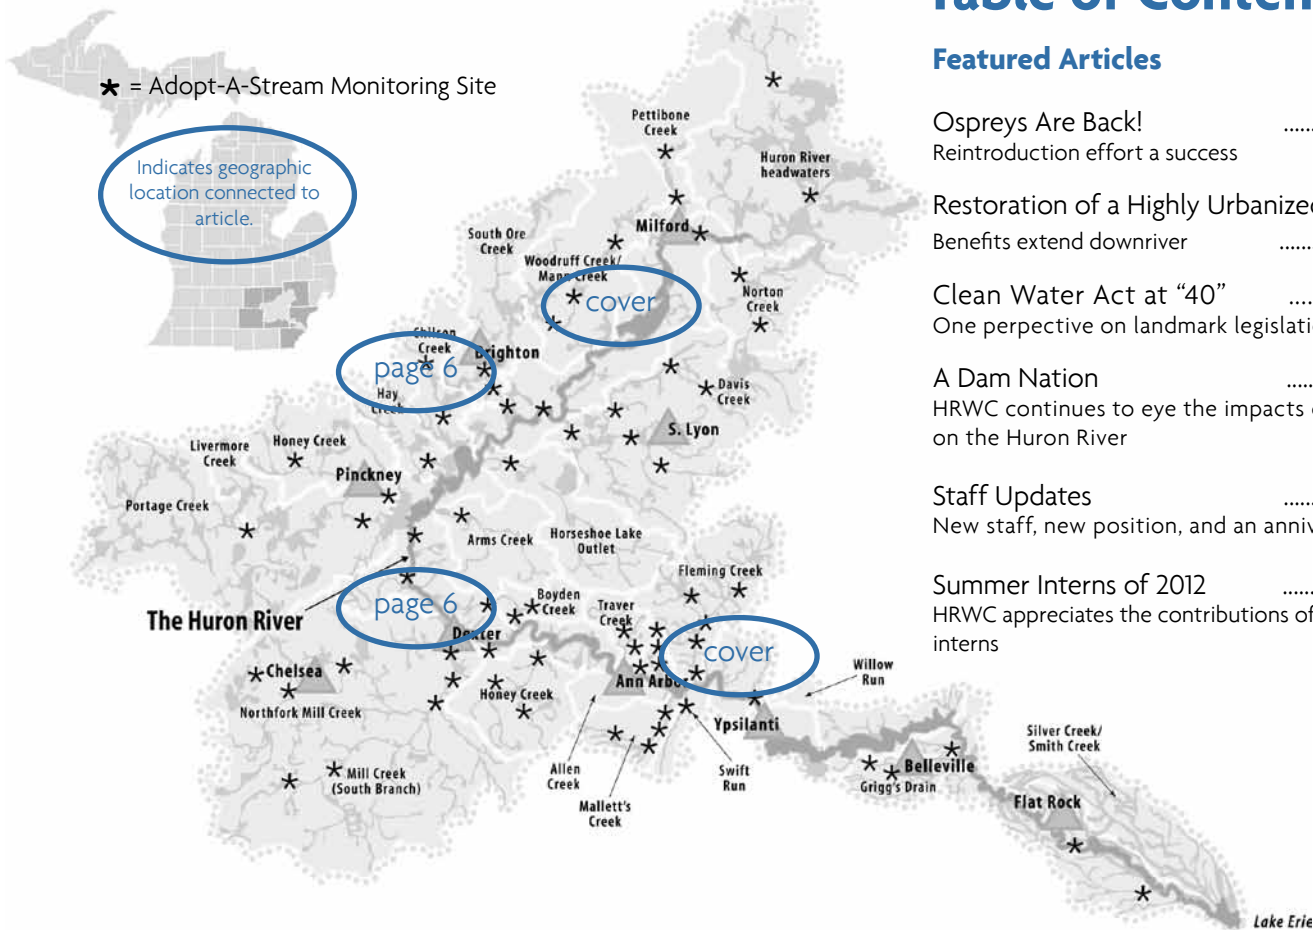 * = Adopt-A-Stream Monitoring Site
Indicates geographic
location connected to
article.
Pettibone
Creek
Huron River
headwaters
Milford
South Ore
Creek
Woodruff Creek/
Mann Creek
cover
Norton
Creek
Chilson
Creek
Brighton
page 6
Hay
Creek
Davis
Creek
S. Lyon
Livermore
Creek
Honey Creek
Pinckney
Portage Creek
Arms Creek
Horseshoe Lake
Outlet
Fleming Creek
The Huron River
page 6
Boyden
Creek
Traver
Creek
Dexter
cover
Chelsea
Ann Arbor
Willow
Run
Northfork Mill Creek
Honey Creek
Ypsilanti
Mill Creek
(South Branch)
Allen
Creek
Mallett's
Creek
Swift
Run
Grigg's Drain
Belleville
Silver Creek/
Smith Creek
Flat Rock
Lake Erie
Table of Conten
Featured Articles
Ospreys Are Back! ......
Reintroduction effort a success
Restoration of a Highly Urbanized
Benefits extend downriver ......
Clean Water Act at “40” ....
One perpective on landmark legislati
A Dam Nation .....
HRWC continues to eye the impacts
on the Huron River
Staff Updates ......
New staff, new position, and an anniv
Summer Interns of 2012 ......
HRWC appreciates the contributions of
interns